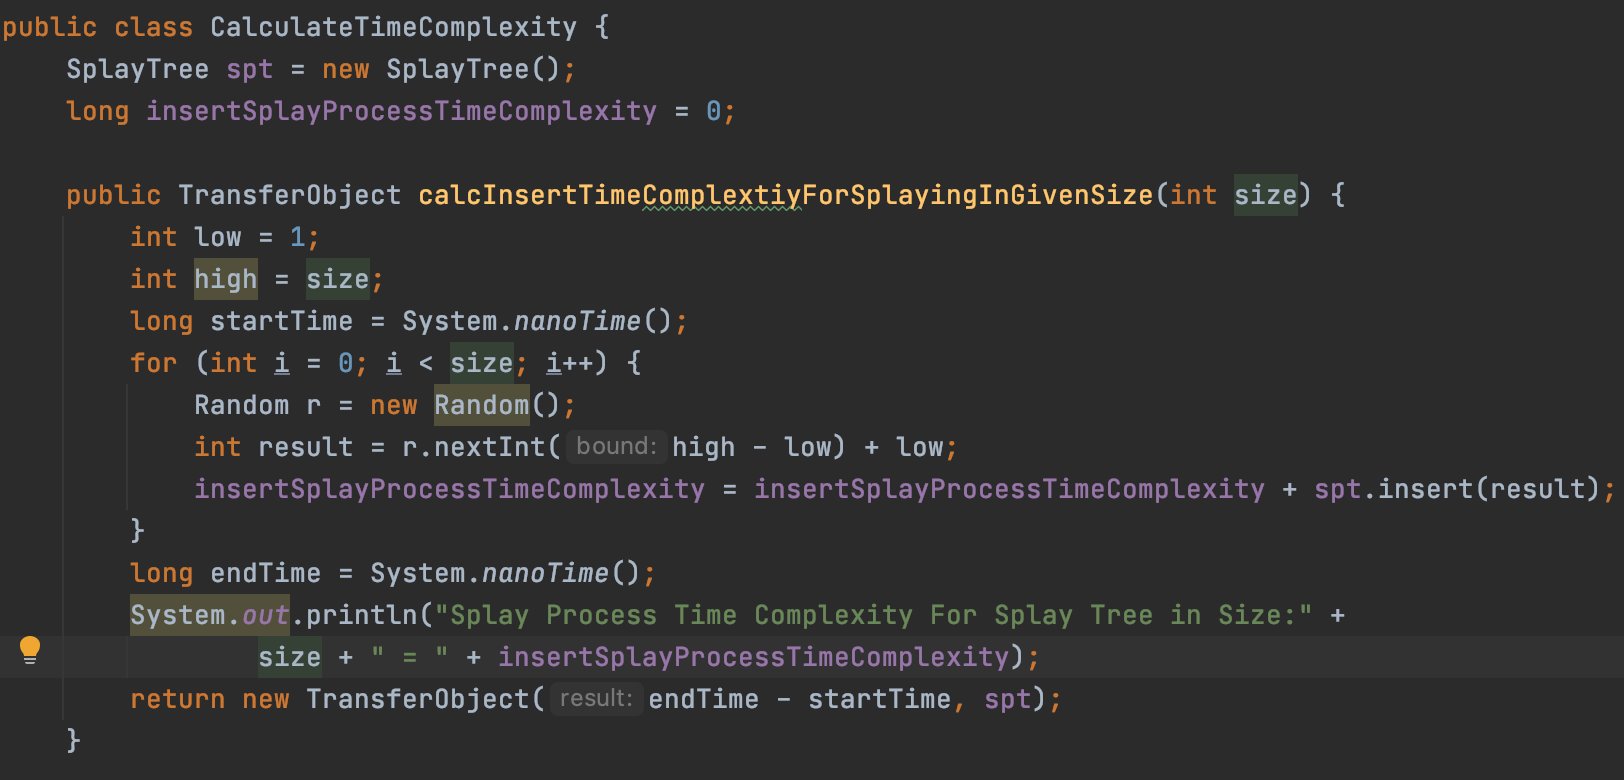 public class CalculateTimeComplexity {
    SplayTree spt = new SplayTree();
    long insertSplayProcessTimeComplexity = 0;

    public TransferObject calcInsertTimeComplextiyForSplayingInGivenSize(int size) {
        int low = 1;
        int high = size;
        long startTime = System.nanoTime();
        for (int i = 0; i < size; i++) {
            Random r = new Random();
            int result = r.nextInt( bound: high - low) + low;
            insertSplayProcessTimeComplexity = insertSplayProcessTimeComplexity + spt.insert(result);
        }
        long endTime = System.nanoTime();
        System.out.println("Splay Process Time Complexity For Splay Tree in Size:" +
                size + " = " + insertSplayProcessTimeComplexity);
        return new TransferObject( result: endTime - startTime, spt);
    }